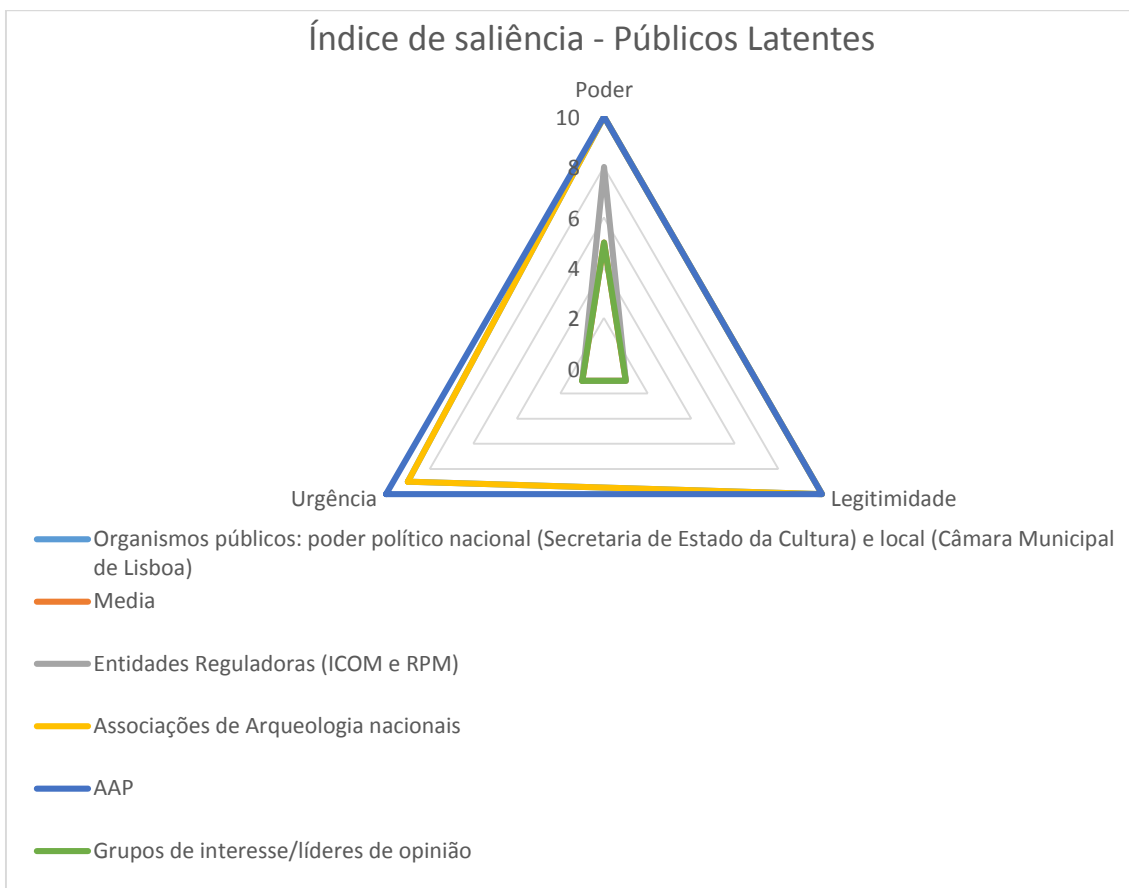 Índice de saliência - Públicos Latentes
Poder
10
8
6
4
2
0
Urgência
Legitimidade
Organismos públicos: poder político nacional (Secretaria de Estado da Cultura) e local (Câmara Municipal
de Lisboa)
Media
Entidades Reguladoras (ICOM e RPM)
Associações de Arqueologia nacionais
AAP
Grupos de interesse/líderes de opinião